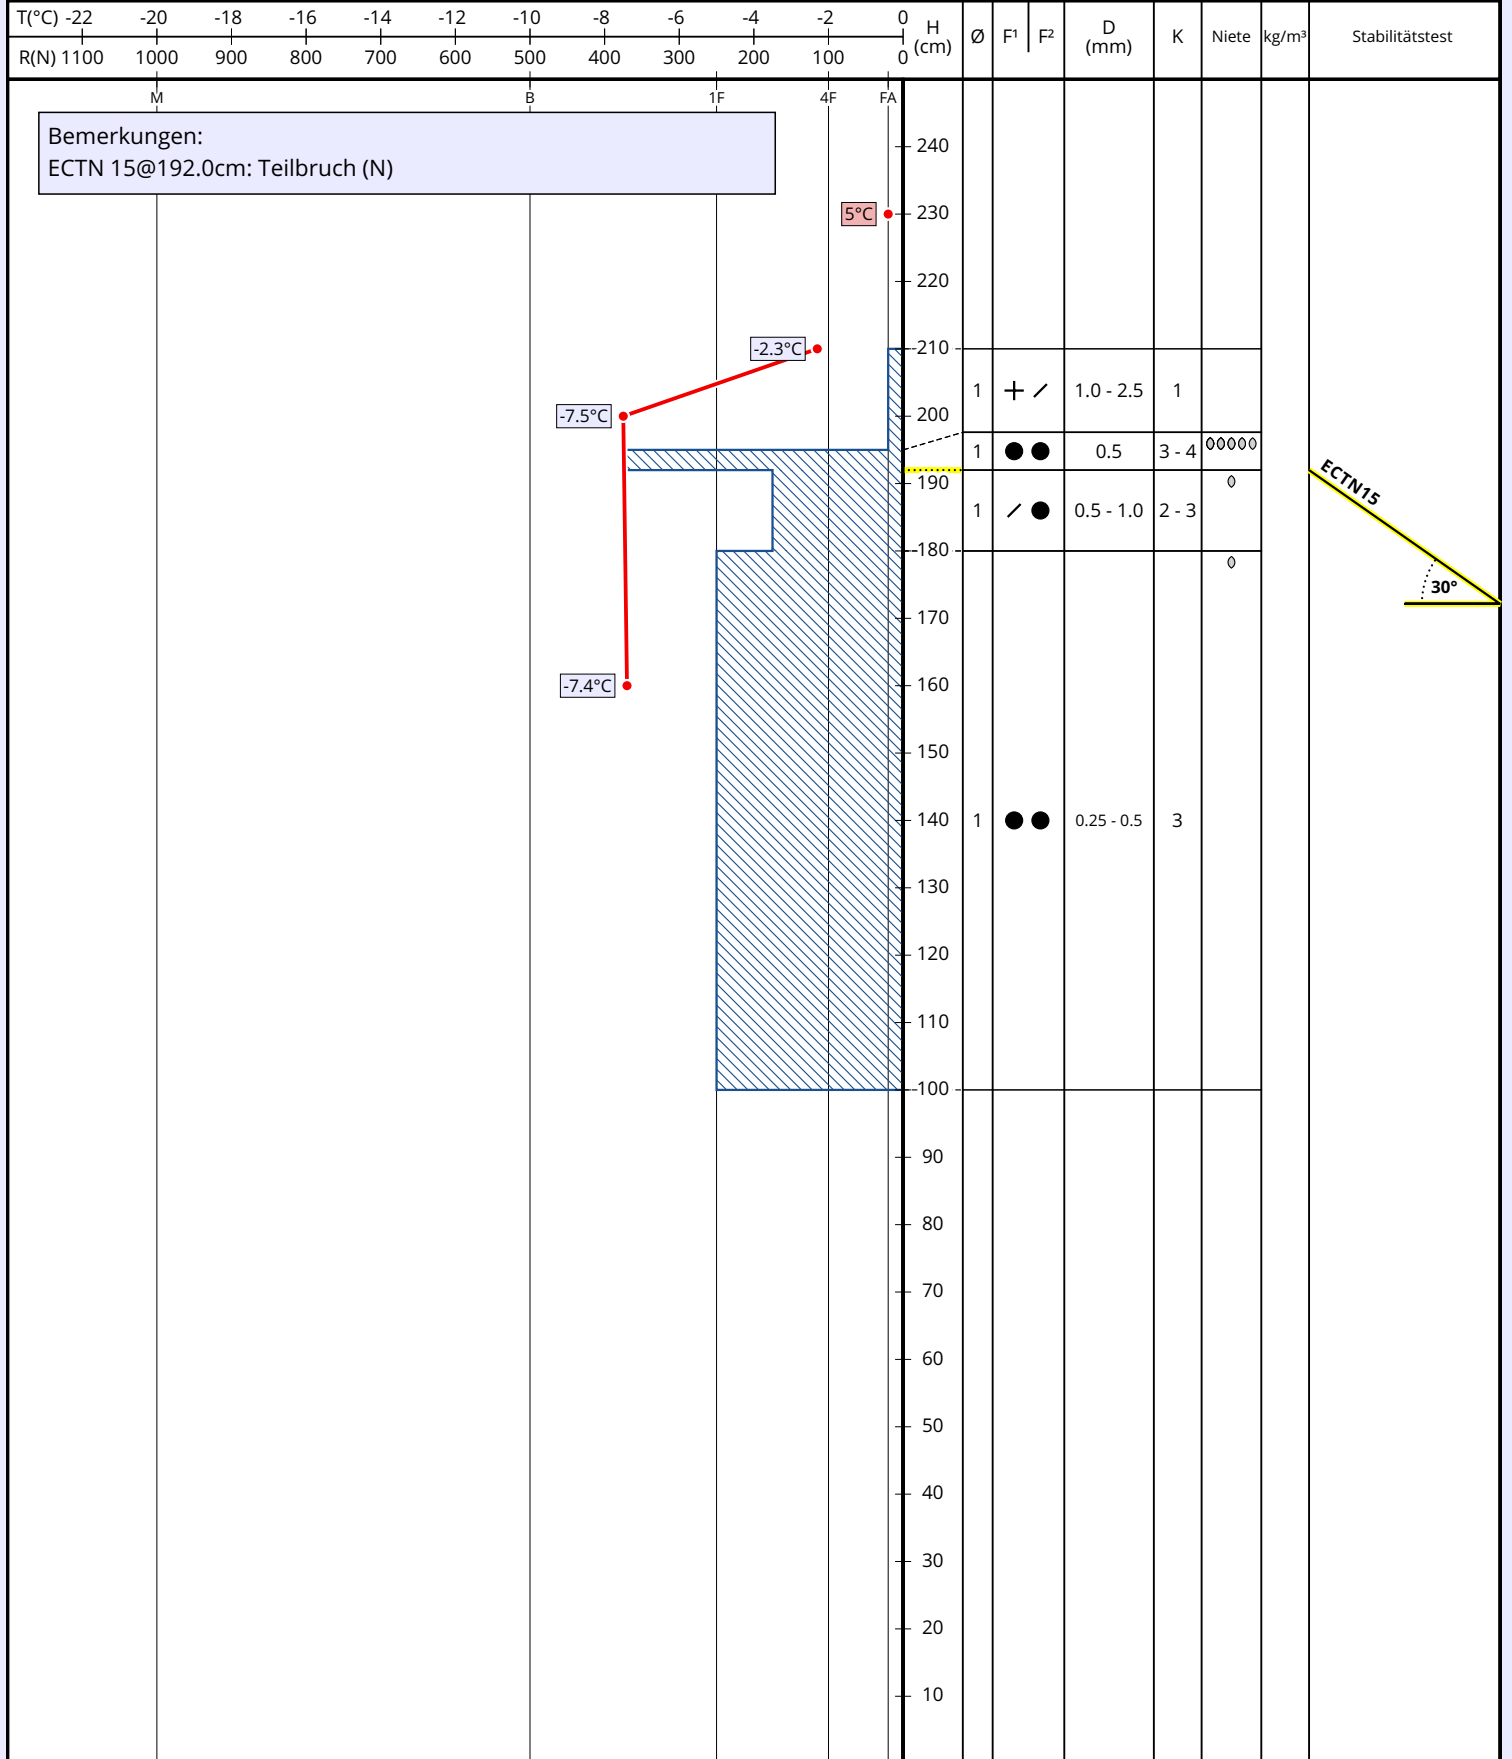 T(°C) -22 -20 -18 -16 -14 -12 -10 -8 -6 -4 -2 0
R(N) 1100 1000 900 800 700 600 500 400 300 200 100 0
H (cm) Ø F¹ F² D (mm) K Niete kg/m³ Stabilitätstest
M B 1F 4F FA
Bemerkungen:
ECTN 15@192.0cm: Teilbruch (N)
240
5°C 230
220
-2.3°C 210
1 + / 1.0 - 2.5 1
-7.5°C 200
1 ● ● 0.5 3 - 4
190
ECTN15
1 / ● 0.5 - 1.0 2 - 3
180
30°
170
-7.4°C 160
150
140 1 ● ● 0.25 - 0.5 3
130
120
110
100
90
80
70
60
50
40
30
20
10